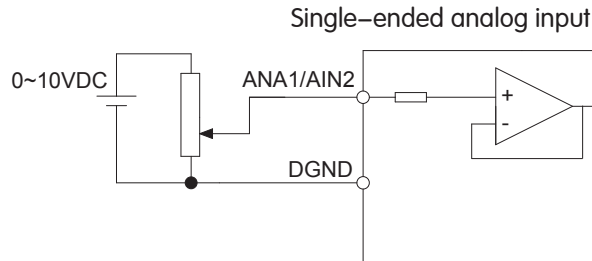 Single-ended analog input
0~10VDC
ANA1/AIN2
+
-
DGND